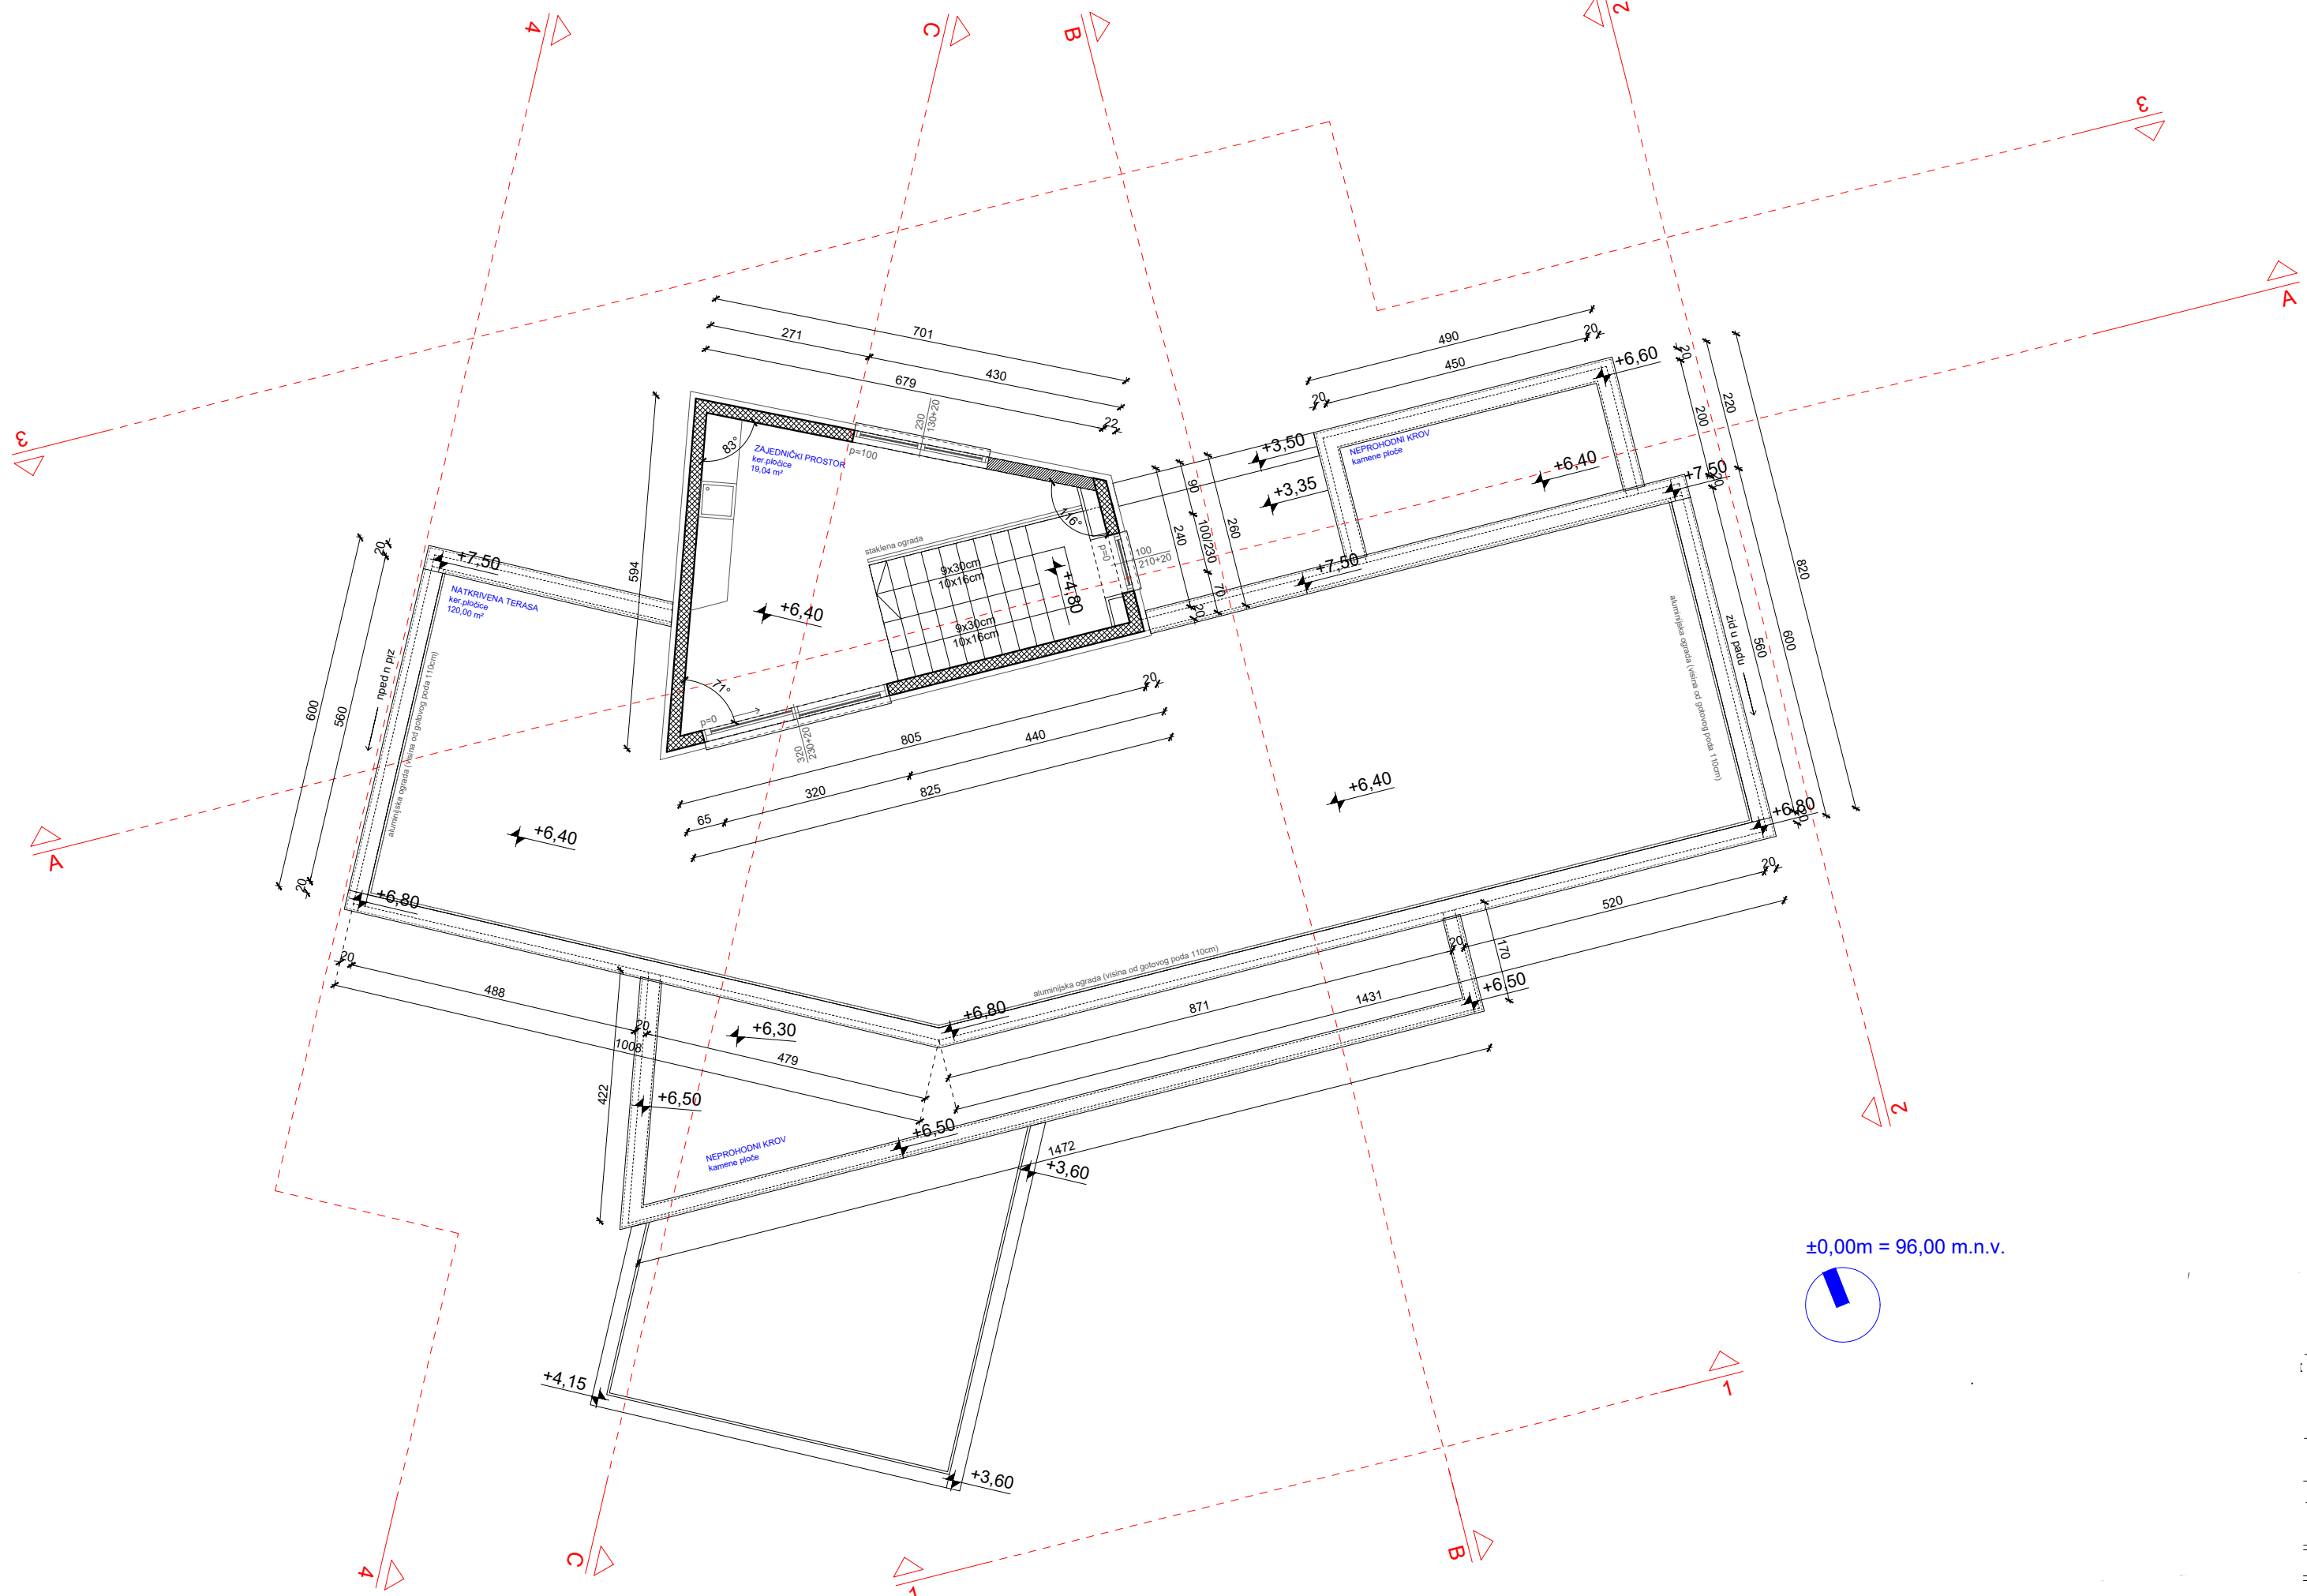 4
C
B
2
3
3
A
701
271
430
679
22
230
130+20
p=100
490
20
450
20
+6,60
20
200
220
820
83°
ZAJEDNIČKI PROSTOR
ker.pločice
19,04 m²
NEPROHODNI KROV
kamene ploče
+3,50
+3,35
+6,40
+7,50
20
116°
90
100/230
70
240
260
20
p=0
100
210+20
staklena ograda
9x30cm
10x16cm
9x30cm
10x16cm
+4,80
+7,50
594
600
20
560
20
+7,50
NATKRIVENA TERASA
ker.pločice
120,00 m²
zid u padu
aluminijska ograda (visina od gotovog poda 110cm)
+6,40
71°
p=0
320
230+20
20
805
440
320
65
825
+6,40
aluminijska ograda (visina od gotovog poda 110cm)
zid u padu
560
600
+6,80
20
A
+6,40
+6,80
20
520
20
488
20
1008
479
+6,30
+6,80
aluminijska ograda (visina od gotovog poda 110cm)
871
1431
20
170
+6,50
422
+6,50
+6,50
NEPROHODNI KROV
kamene ploče
1472
+3,60
2
±0,00m = 96,00 m.n.v.
+4,15
+3,60
1
4
C
1
B